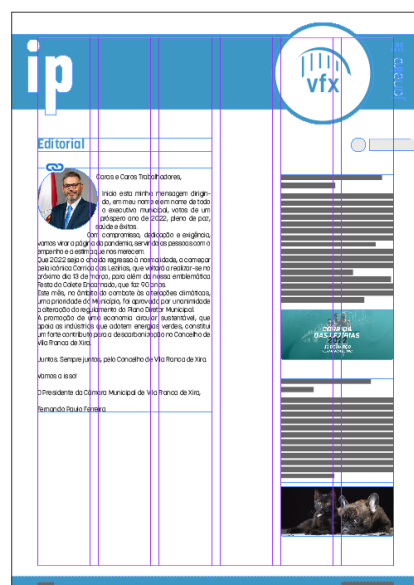 ip
vfx
Editorial
Caros e Caros Trabalhadores,
Inicio esta minha mensagem dirigin-
do, em meu nome e em nome de todo
o executivo municipal, votos de um
próspero ano de 2022, pleno de paz,
saúde e êxitos.
Com compromisso, dedicação e exigência,
vamos virar a página da pandemia, servindo as pessoas com o
empenho e a estima que nos merecem.
Que 2022 seja o ano do regresso à normalidade, a começar
pela icónica Corrida das Lezírias, que voltará a realizar-se no
próximo dia 13 de março, para além da nossa emblemática
Festa do Colete Encarnado, que faz 90 anos.
Este mês, no âmbito do combate às alterações climáticas,
uma prioridade do Município, foi aprovada por unanimidade
a alteração do regulamento do Plano Diretor Municipal.
A promoção de uma economia circular sustentável, que
apoia as indústrias que adotem energias verdes, constitui
um forte contributo para a descarbonização no Concelho de
Vila Franca de Xira.
Juntos. Sempre juntos, pelo Concelho de Vila Franca de Xira.
Vamos a isso!
O Presidente da Câmara Municipal de Vila Franca de Xira,
Fernando Paulo Ferreira
CORRIDA
DAS LEZÍRIAS
2022
13 DE MARÇO